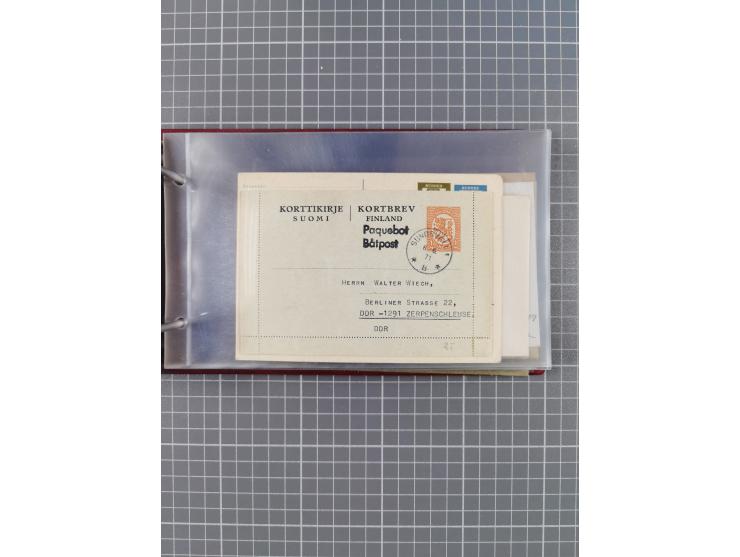 KORTTIKIRJE
SUOMI
KORTBREV
FINLAND
Paquebot
Båtpost
HERRN WALTER WIECH,
BERLINER STRASSE 22,
DDR -1291 ZERPENSCHLEUSE.
DDR